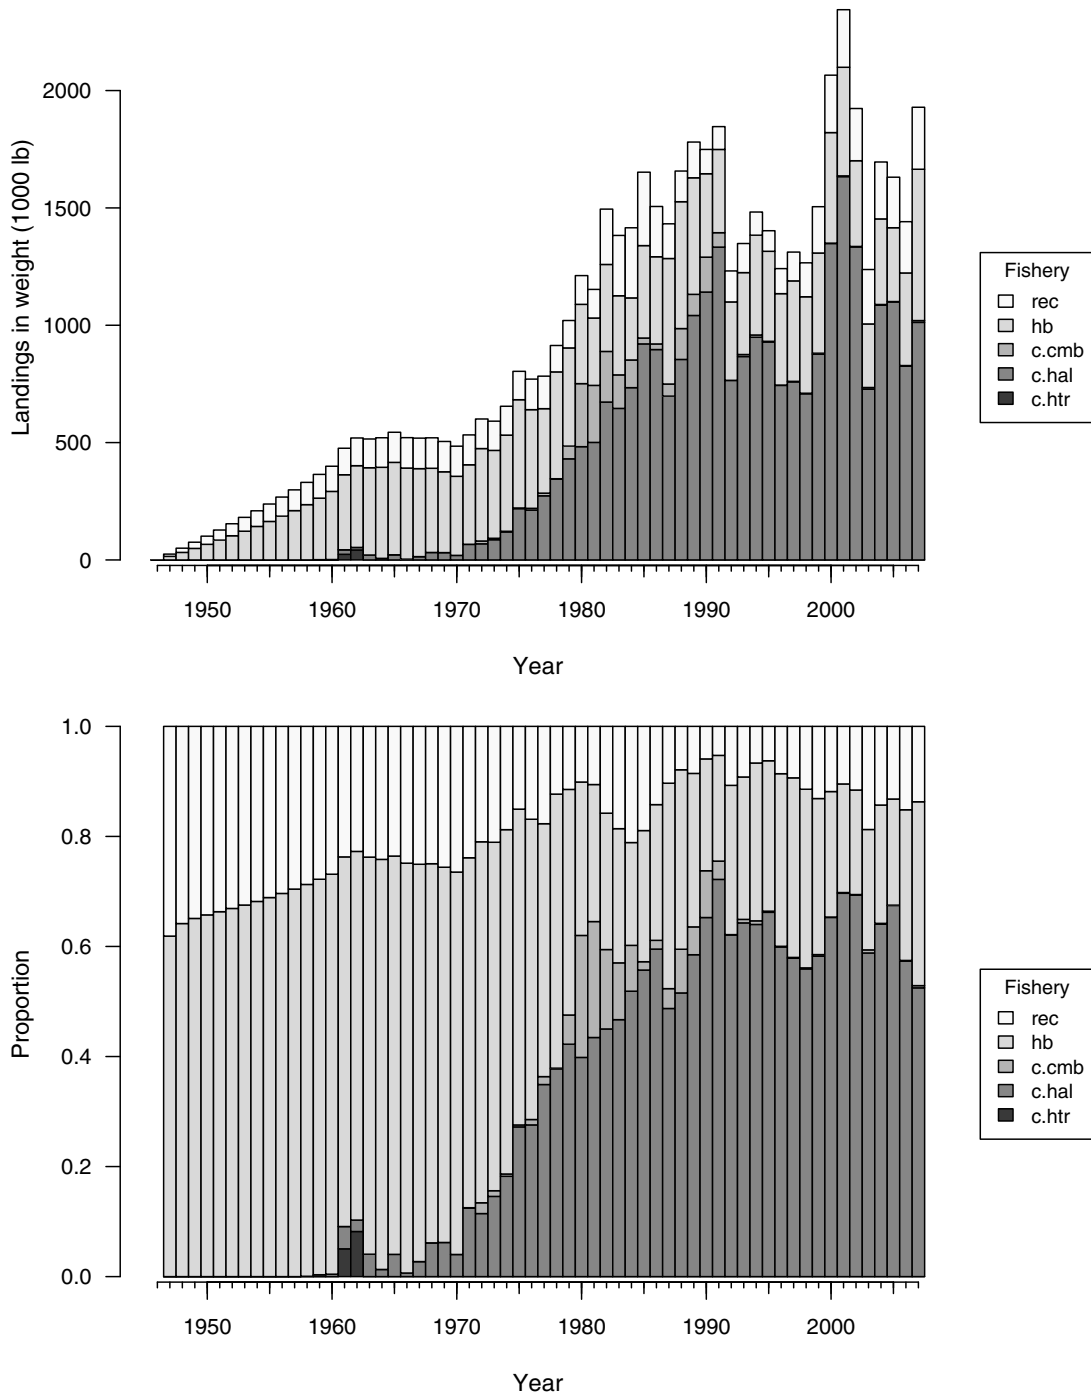 Landings in weight (1000 lb)
2000
1500
1000
500
0
1950 1960 1970 1980 1990 2000
Year
Fishery
rec
hb
c.cmb
c.hal
c.htr
Proportion
1.0
0.8
0.6
0.4
0.2
0.0
1950 1960 1970 1980 1990 2000
Year
Fishery
rec
hb
c.cmb
c.hal
c.htr